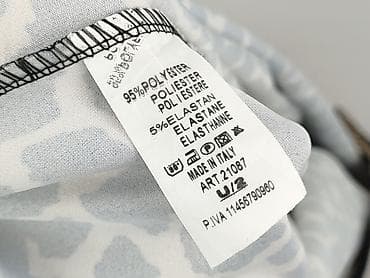 95%POLYESTER
POLIESTER
POLIESTERE
5%ELASTAN
ELASTANE
ELASTHANNE
MADE IN ITALY
ART.21087
U/2
P.IVA 11456790960